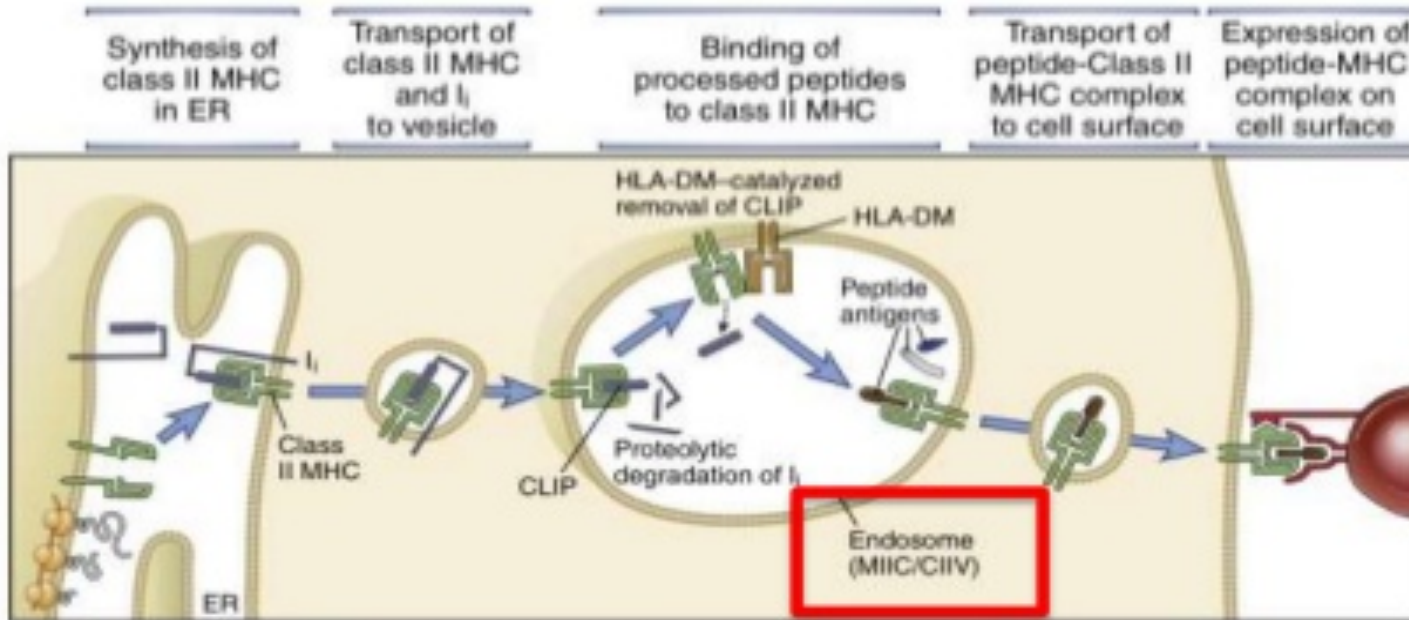 Synthesis of
class II MHC
in ER
Transport of
class II MHC
and Ii
to vesicle
Binding of
processed peptides
to class II MHC
Transport of
peptide-Class II
MHC complex
to cell surface
Expression of
peptide-MHC
complex on
cell surface
HLA-DM–catalyzed
removal of CLIP
HLA-DM
Peptide
antigens
Ii
Class
II MHC
CLIP
Proteolytic
degradation of Ii
Endosome
(MIIC/CIIV)
ER